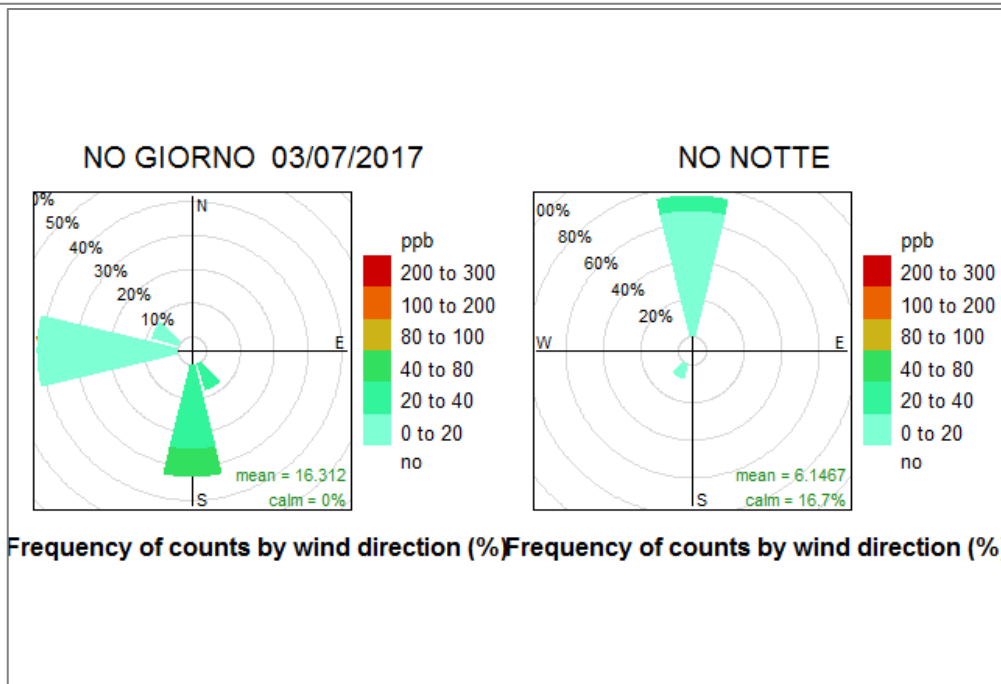 NO GIORNO 03/07/2017
N
E
S
0%
50%
40%
30%
20%
10%
mean = 16.312
calm = 0%
ppb
200 to 300
100 to 200
80 to 100
40 to 80
20 to 40
0 to 20
no
Frequency of counts by wind direction (%)
NO NOTTE
W
E
S
00%
80%
60%
40%
20%
mean = 6.1467
calm = 16.7%
ppb
200 to 300
100 to 200
80 to 100
40 to 80
20 to 40
0 to 20
no
Frequency of counts by wind direction (%